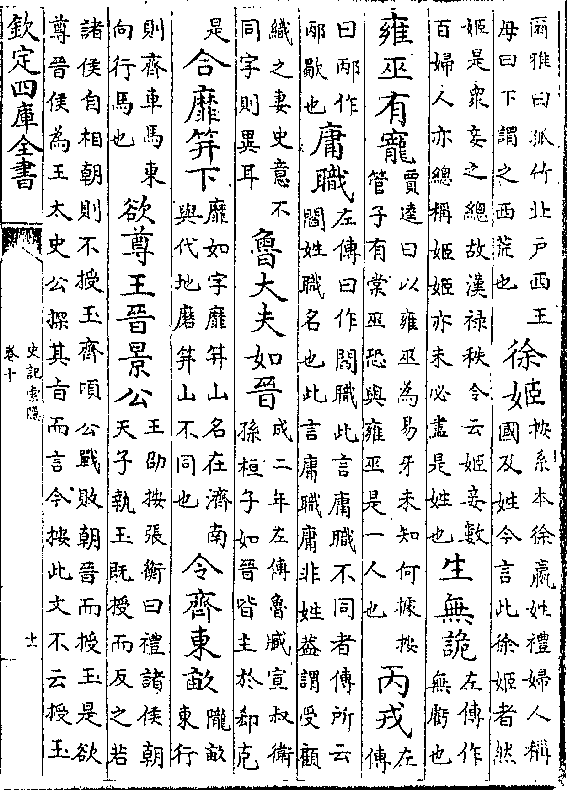 爾雅曰孤竹北戸西王
母曰下謂之西荒也
徐姬
按系本徐嬴姓禮婦人稱
國及姓今言此徐姬者然
姬是衆妾之總故漢祿秩令云姬妾數
百婦人亦總稱姬姬亦未必盡是姓也
生無詭
左傳作
無虧也
雍巫有寵
賈逵曰以雍巫為易牙未知何據按
管子有棠巫恐與雍巫是一人也
丙戎
左
傳
曰邴作
邴歜也
庸職
左傳曰作閻職此言庸職不同者傳所云
閻姓職名也此言庸職庸非姓葢謂受顧
織之妻史意不
同字則異耳
魯大夫如晉
成二年左傳魯臧宣叔衛
孫桓子如晉皆主於郤克
是
合靡筓下
靡如字靡筓山名在濟南
與代地磨筓山不同也
令齊東畝
隴畝
東行
則齊車馬東
向行馬也
欲尊王晉景公
王劭按張衡曰禮諸侯朝
天子執玉既授而反之若
諸侯自相朝則不授玉齊頃公戰敗朝晉而授玉是欲
尊晉侯為王太史公探其㫖而言今按此文不云授玉
欽定四庫全書
史記索隱
卷十
十一